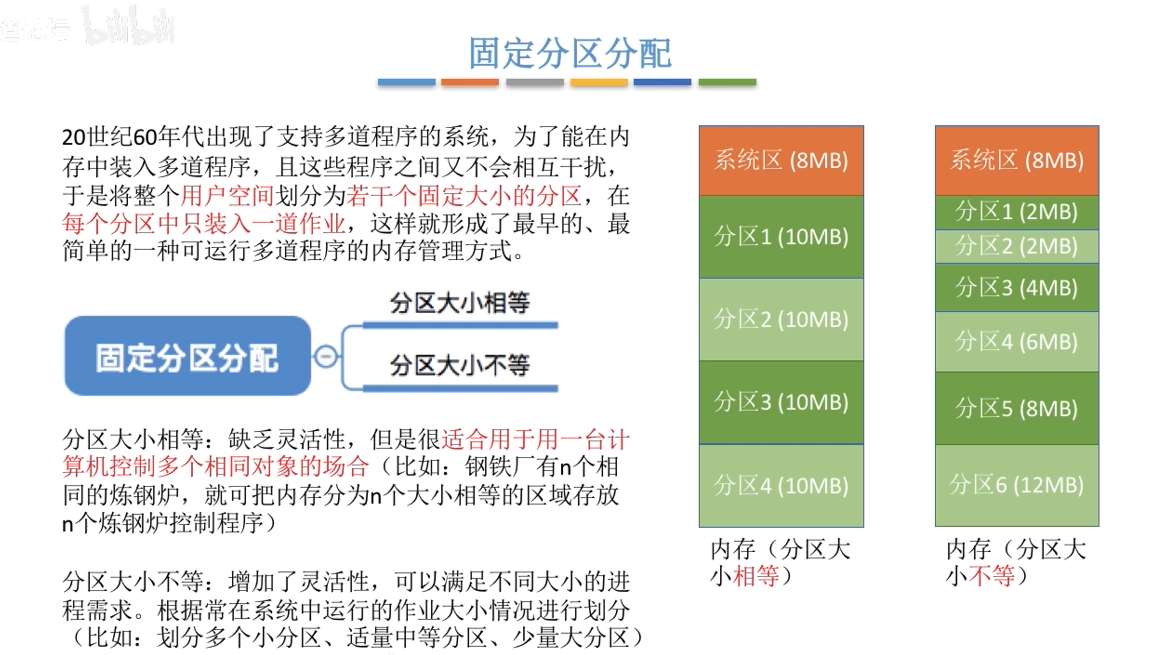 bilibili
固定分区分配
20世纪60年代出现了支持多道程序的系统，为了能在内
存中装入多道程序，且这些程序之间又不会相互干扰，
于是将整个用户空间划分为若干个固定大小的分区，在
每个分区中只装入一道作业，这样就形成了最早的、最
简单的一种可运行多道程序的内存管理方式。
固定分区分配
分区大小相等
分区大小不等
分区大小相等：缺乏灵活性，但是很适合用于用一台计
算机控制多个相同对象的场合（比如：钢铁厂有n个相
同的炼钢炉，就可把内存分为n个大小相等的区域存放
n个炼钢炉控制程序）
分区大小不等：增加了灵活性，可以满足不同大小的进
程需求。根据常在系统中运行的作业大小情况进行划分
（比如：划分多个小分区、适量中等分区、少量大分区）
系统区 (8MB)
分区1 (10MB)
分区2 (10MB)
分区3 (10MB)
分区4 (10MB)
内存（分区大
小相等）
系统区 (8MB)
分区1 (2MB)
分区2 (2MB)
分区3 (4MB)
分区4 (6MB)
分区5 (8MB)
分区6 (12MB)
内存（分区大
小不等）